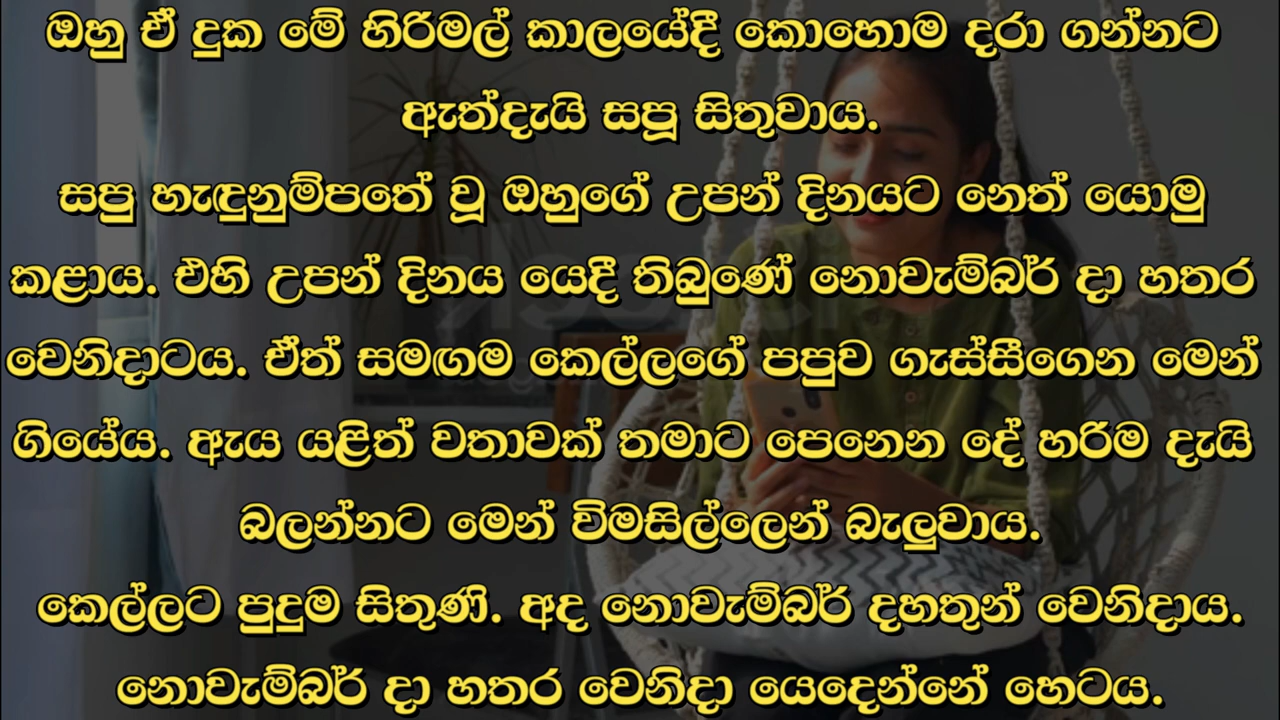 ඔහු ඒ දුක මේ හිරිමල් කාලයේදී කොහොම දරා ගන්නට
ඇත්දැයි සපූ සිතුවාය.
සපු හැඳුනුම්පතේ වූ ඔහුගේ උපන් දිනයට නෙත් යොමු
කළාය. එහි උපන් දිනය යෙදී තිබුණේ නොවැම්බර් දා හතර
වෙනිදාටය. ඒත් සමඟම කෙල්ලගේ පපුව ගැස්සීගෙන මෙන්
ගියේය. ඇය යළිත් වතාවක් තමාට පෙනෙන දේ හරිම දැයි
බලන්නට මෙන් විමසිල්ලෙන් බැලුවාය.
කෙල්ලට පුදුම සිතුණි. අද නොවැම්බර් දහතුන් වෙනිදාය.
නොවැම්බර් දා හතර වෙනිදා යෙදෙන්නේ හෙටය.